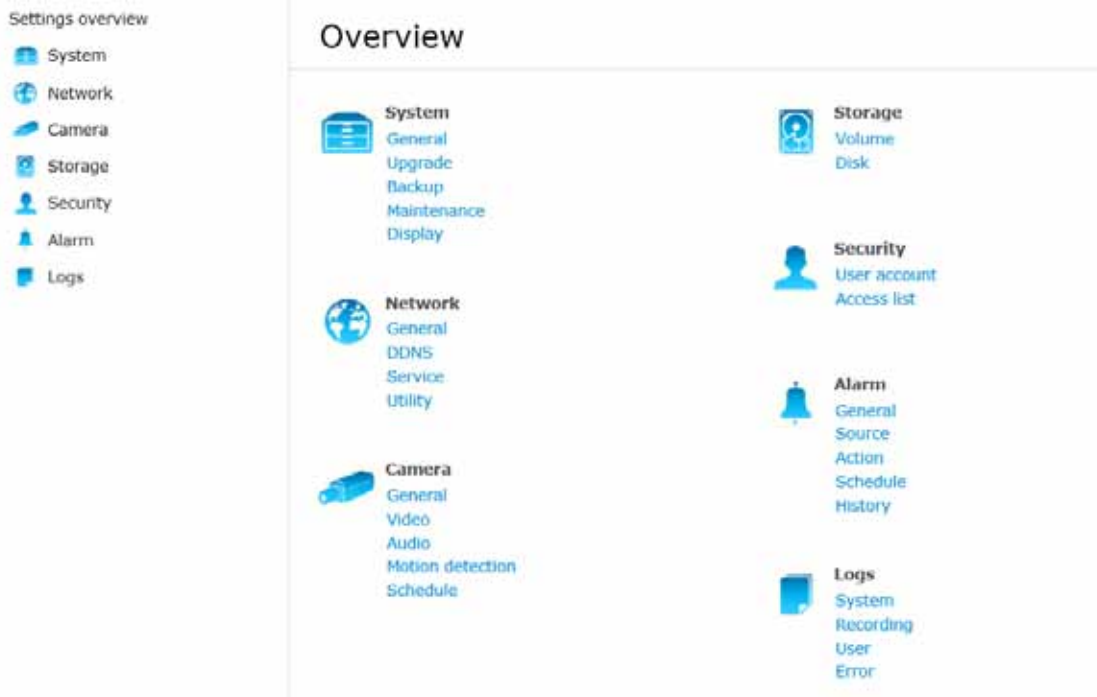 Settings overview
System
Network
Camera
Storage
Security
Alarm
Logs
Overview
System
General
Upgrade
Backup
Maintenance
Display
Network
General
DDNS
Service
Utility
Camera
General
Video
Audio
Motion detection
Schedule
Storage
Volume
Disk
Security
User account
Access list
Alarm
General
Source
Action
Schedule
History
Logs
System
Recording
User
Error